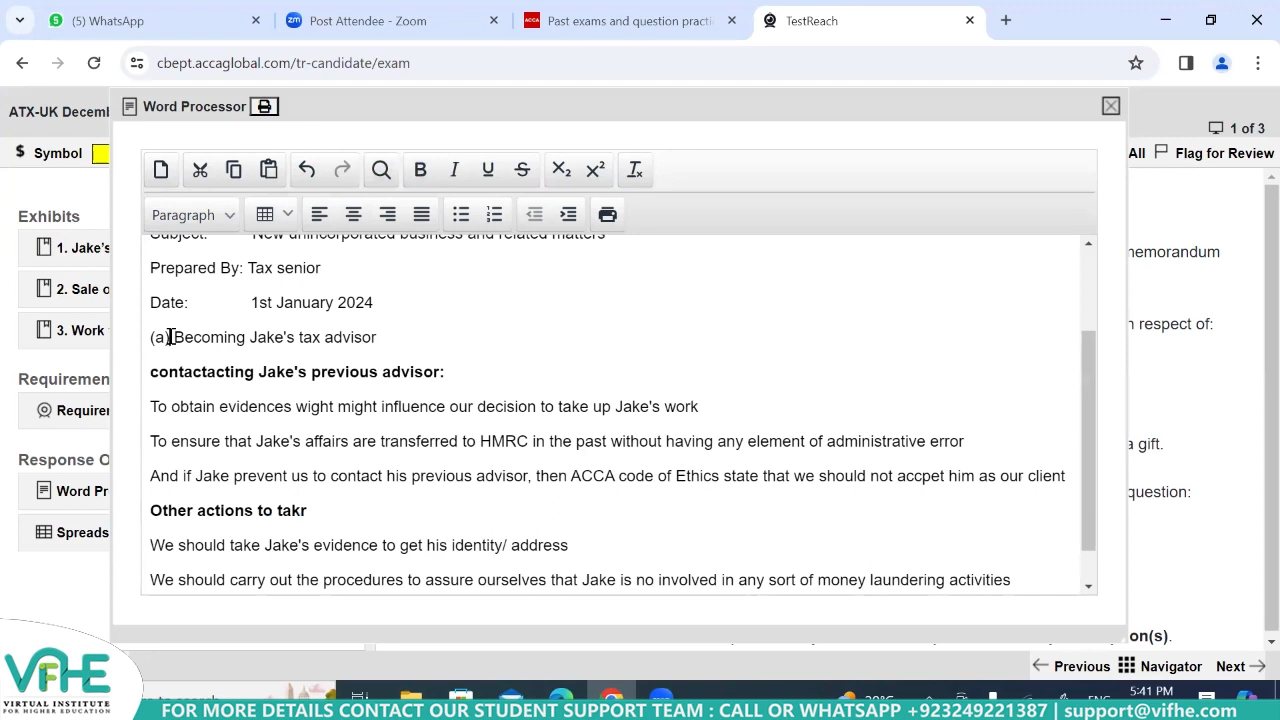 (5) WhatsApp
Post Attendee - Zoom
Past exams and question practi
TestReach
cbept.accaglobal.com/tr-candidate/exam
ATX-UK Decemb
Word Processor
1 of 3
$ Symbol
All
Flag for Review
Paragraph
Exhibits
1. Jake's
2. Sale o
3. Work
Requiremen
Requirem
Response O
Word Pr
Spreads
Subject: New unincorporated business and related matters
Prepared By: Tax senior
Date: 1st January 2024
(a) Becoming Jake's tax advisor
contactacting Jake's previous advisor:
To obtain evidences wight might influence our decision to take up Jake's work
To ensure that Jake's affairs are transferred to HMRC in the past without having any element of administrative error
And if Jake prevent us to contact his previous advisor, then ACCA code of Ethics state that we should not accpet him as our client
Other actions to takr
We should take Jake's evidence to get his identity/ address
We should carry out the procedures to assure ourselves that Jake is no involved in any sort of money laundering activities
memorandum
n respect of:
a gift.
question:
on(s).
Previous
Navigator
Next
ENG
5:41 PM
VFHE
VIRTUAL INSTITUTE
FOR HIGHER EDUCATION
FOR MORE DETAILS CONTACT OUR STUDENT SUPPORT TEAM : CALL OR WHATSAPP +923249221387 | support@vifhe.com